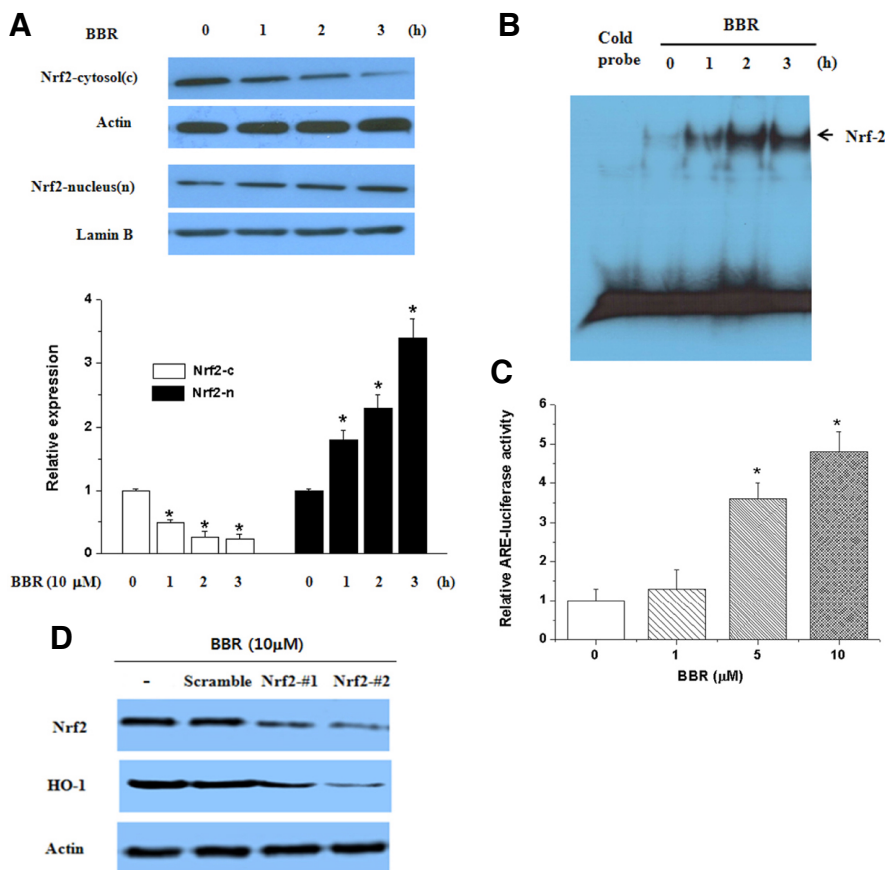 A
BBR 0 1 2 3 (h)
Nrf2-cytosol(c)
Actin
Nrf2-nucleus(n)
Lamin B
Relative expression
4
3
2
1
0
Nrf2-c
Nrf2-n
* * * * * *
BBR (10 μM) 0 1 2 3 0 1 2 3 (h)
B
Cold probe
BBR
0 1 2 3 (h)
Nrf-2
C
Relative ARE-luciferase activity
6
5
4
3
2
1
0
* *
0 1 5 10
BBR (μM)
D
BBR (10μM)
- Scramble Nrf2-#1 Nrf2-#2
Nrf2
HO-1
Actin